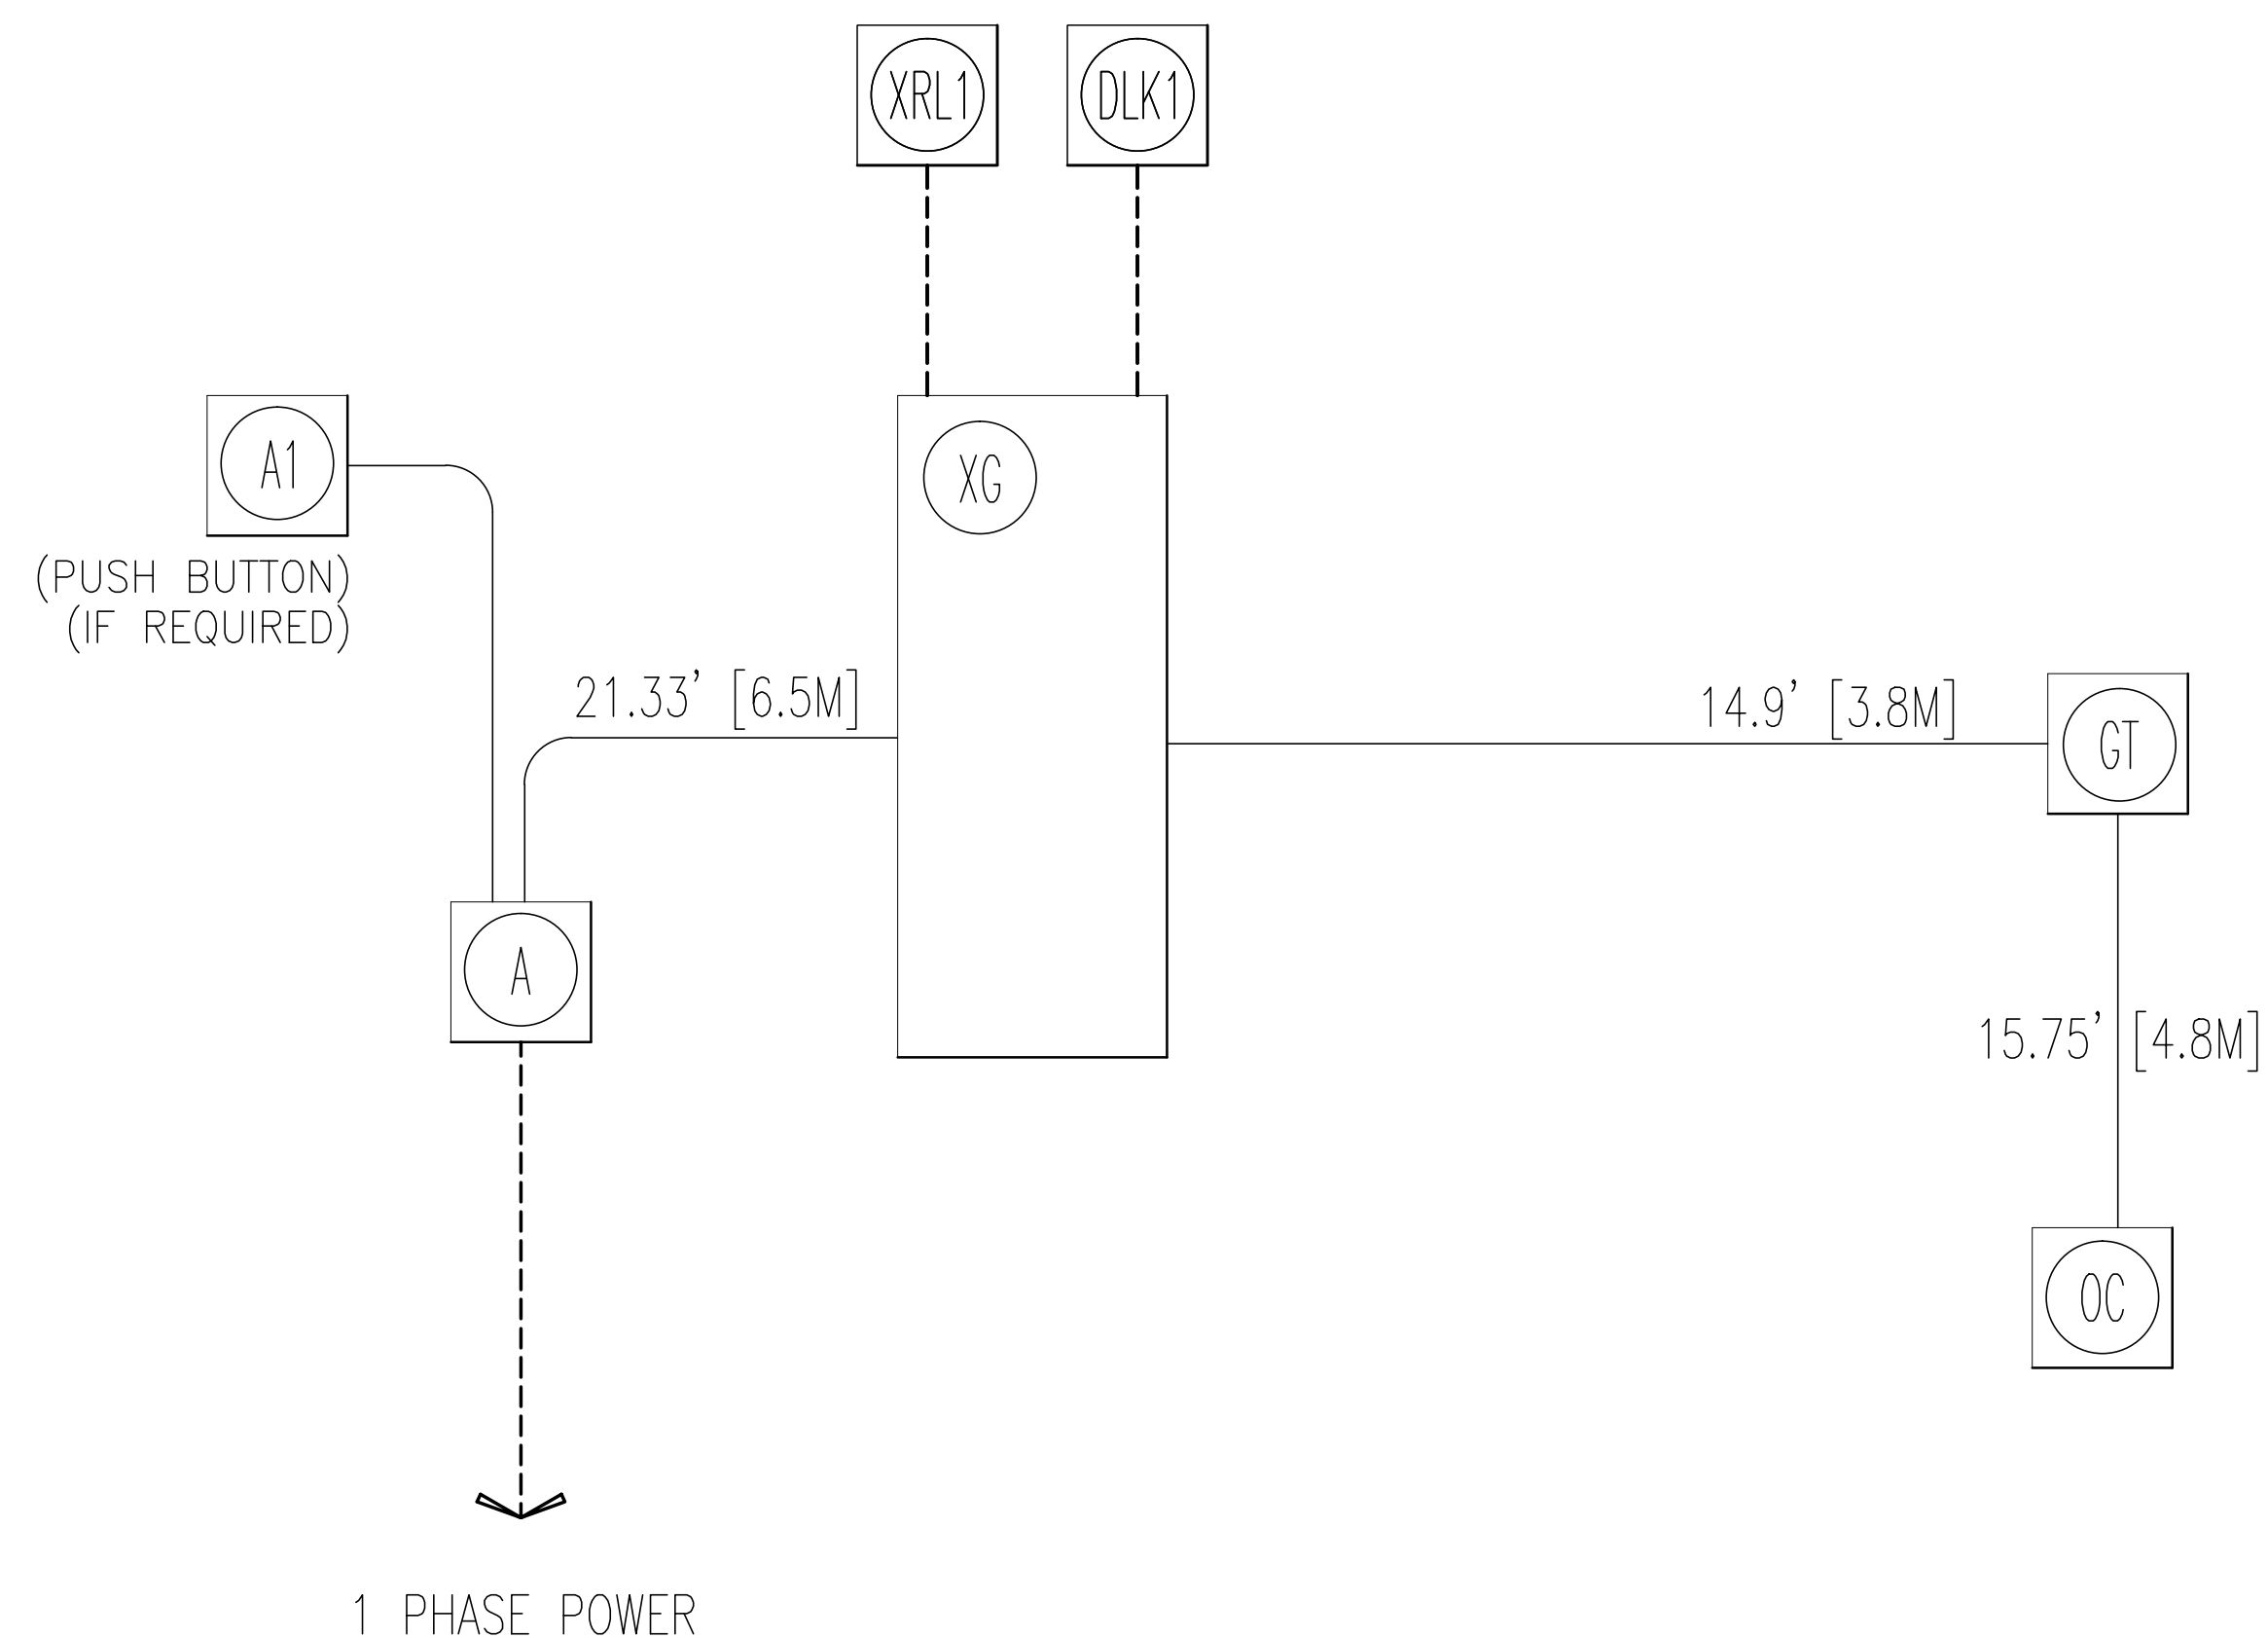 XRL1
DLK1
A1
(PUSH BUTTON)
(IF REQUIRED)
XG
21.33' [6.5M]
14.9' [3.8M]
GT
A
15.75' [4.8M]
OC
1 PHASE POWER